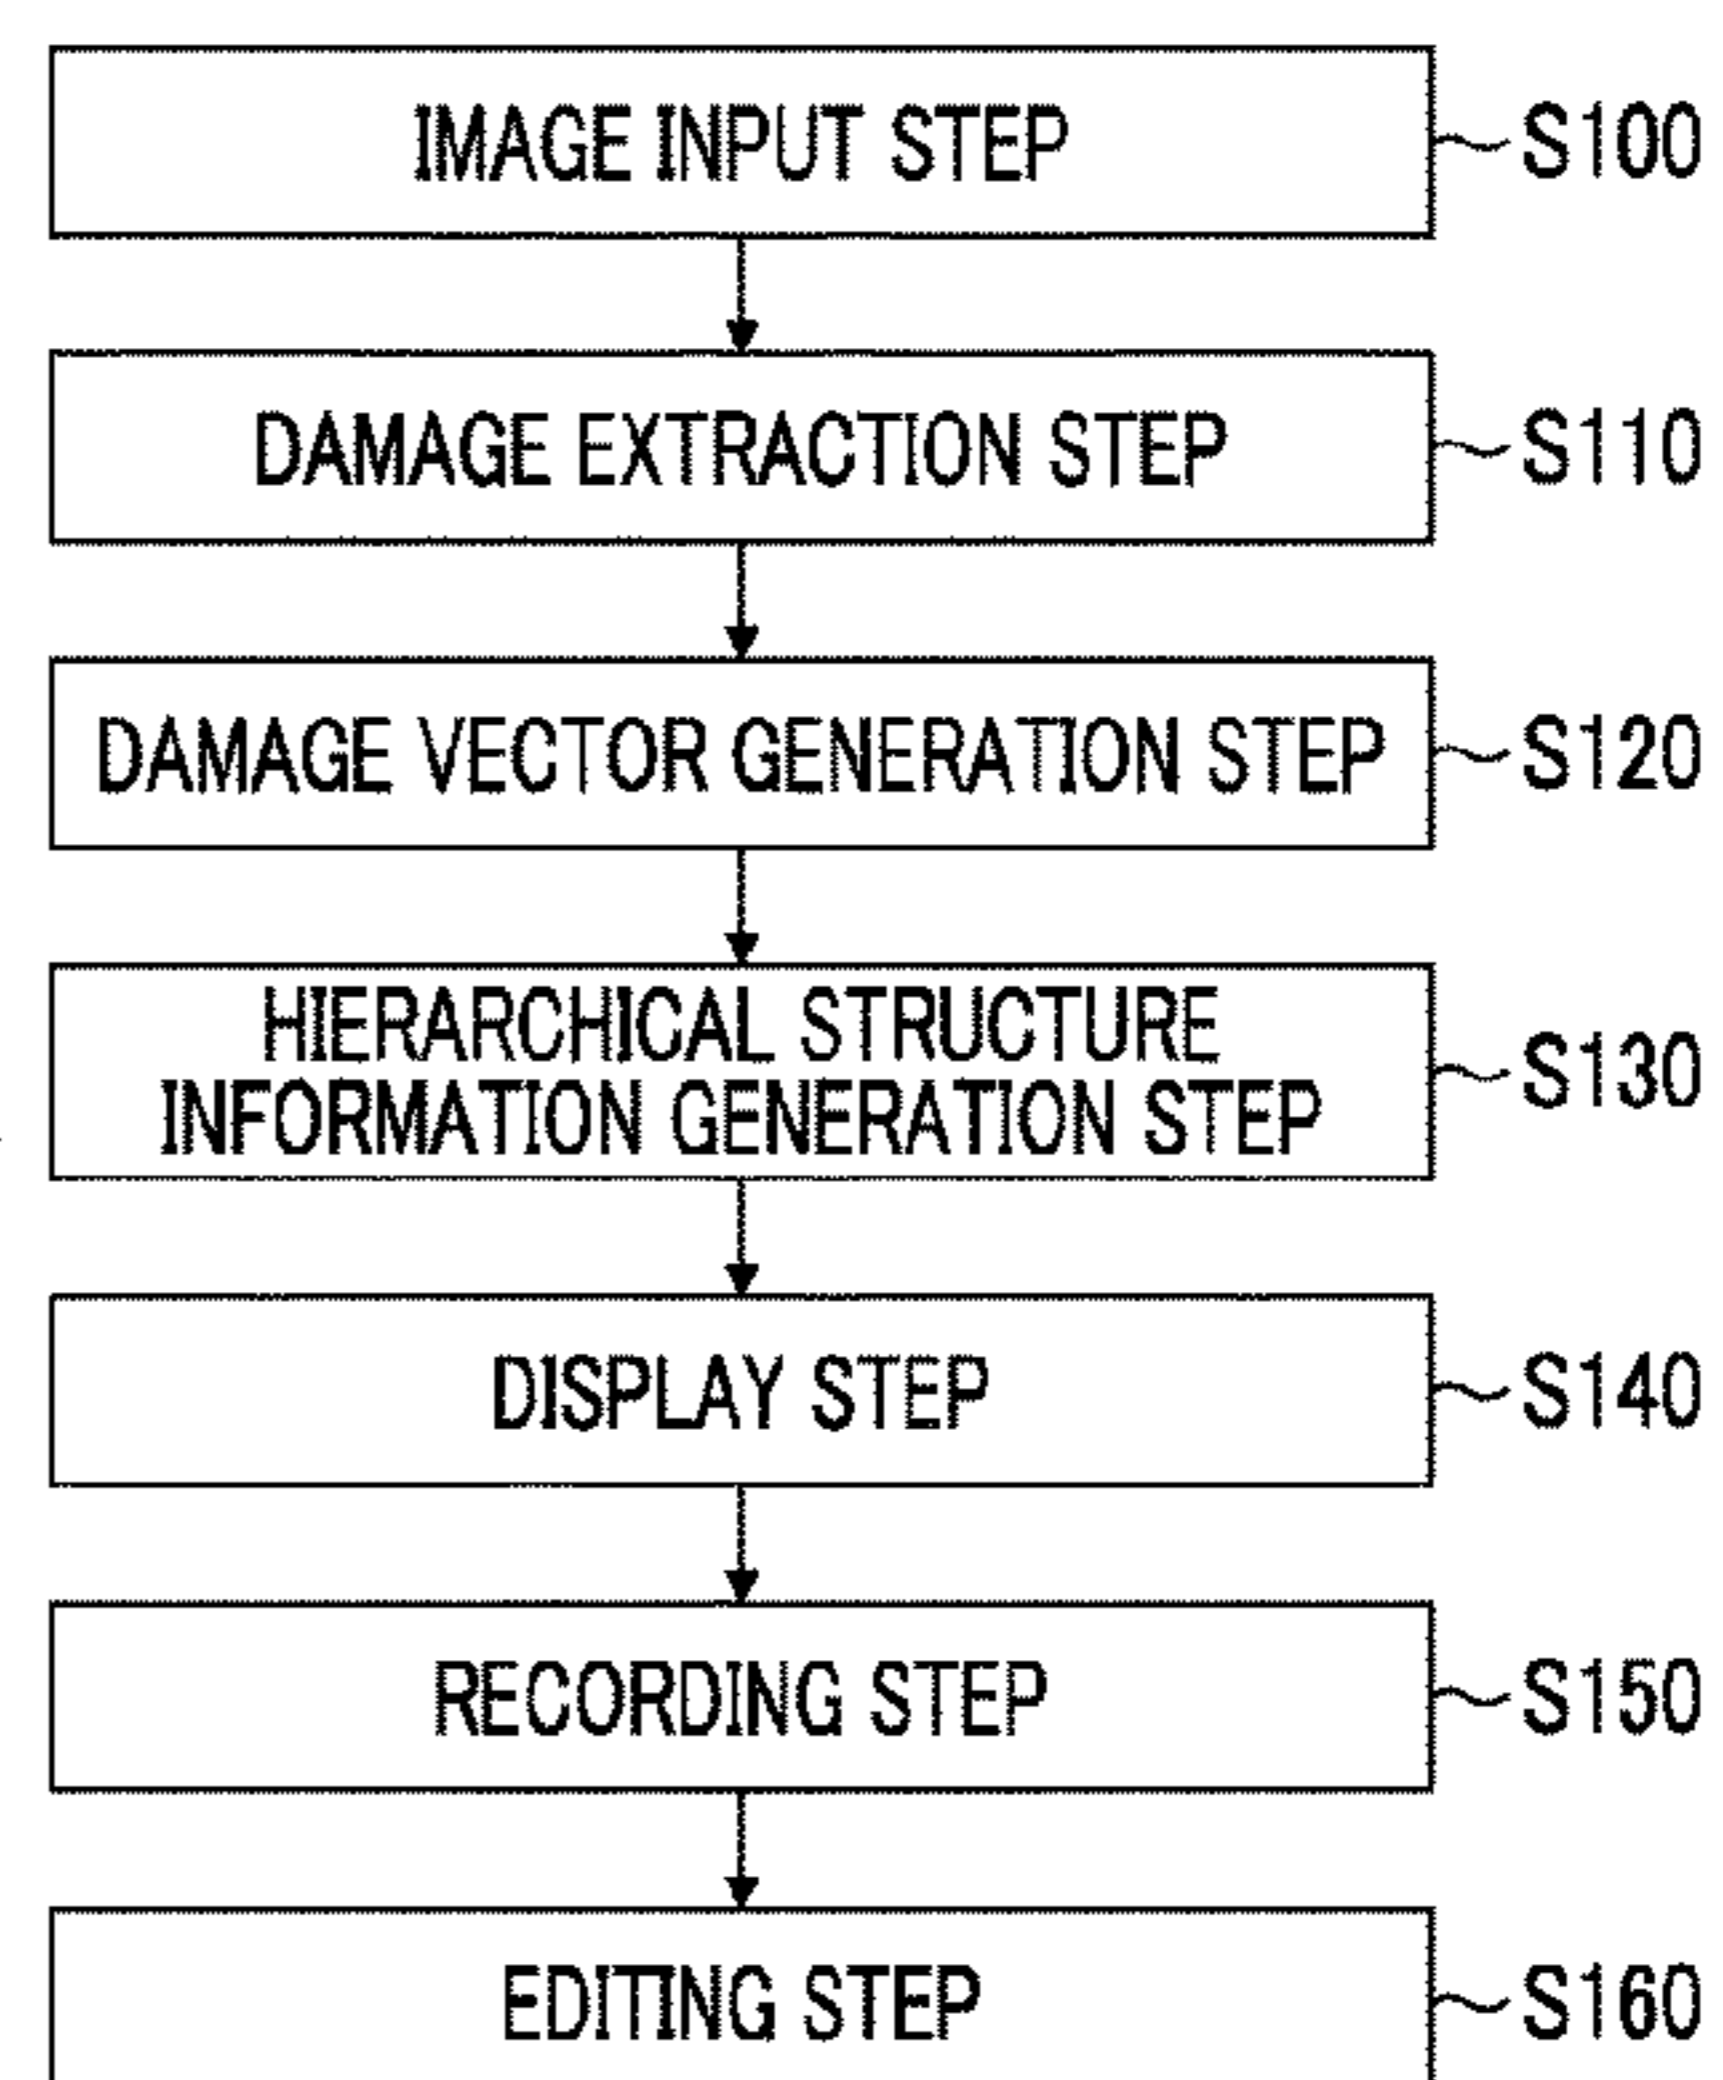 IMAGE INPUT STEP S100
DAMAGE EXTRACTION STEP S110
DAMAGE VECTOR GENERATION STEP S120
HIERARCHICAL STRUCTURE
INFORMATION GENERATION STEP S130
DISPLAY STEP S140
RECORDING STEP S150
EDITING STEP S160